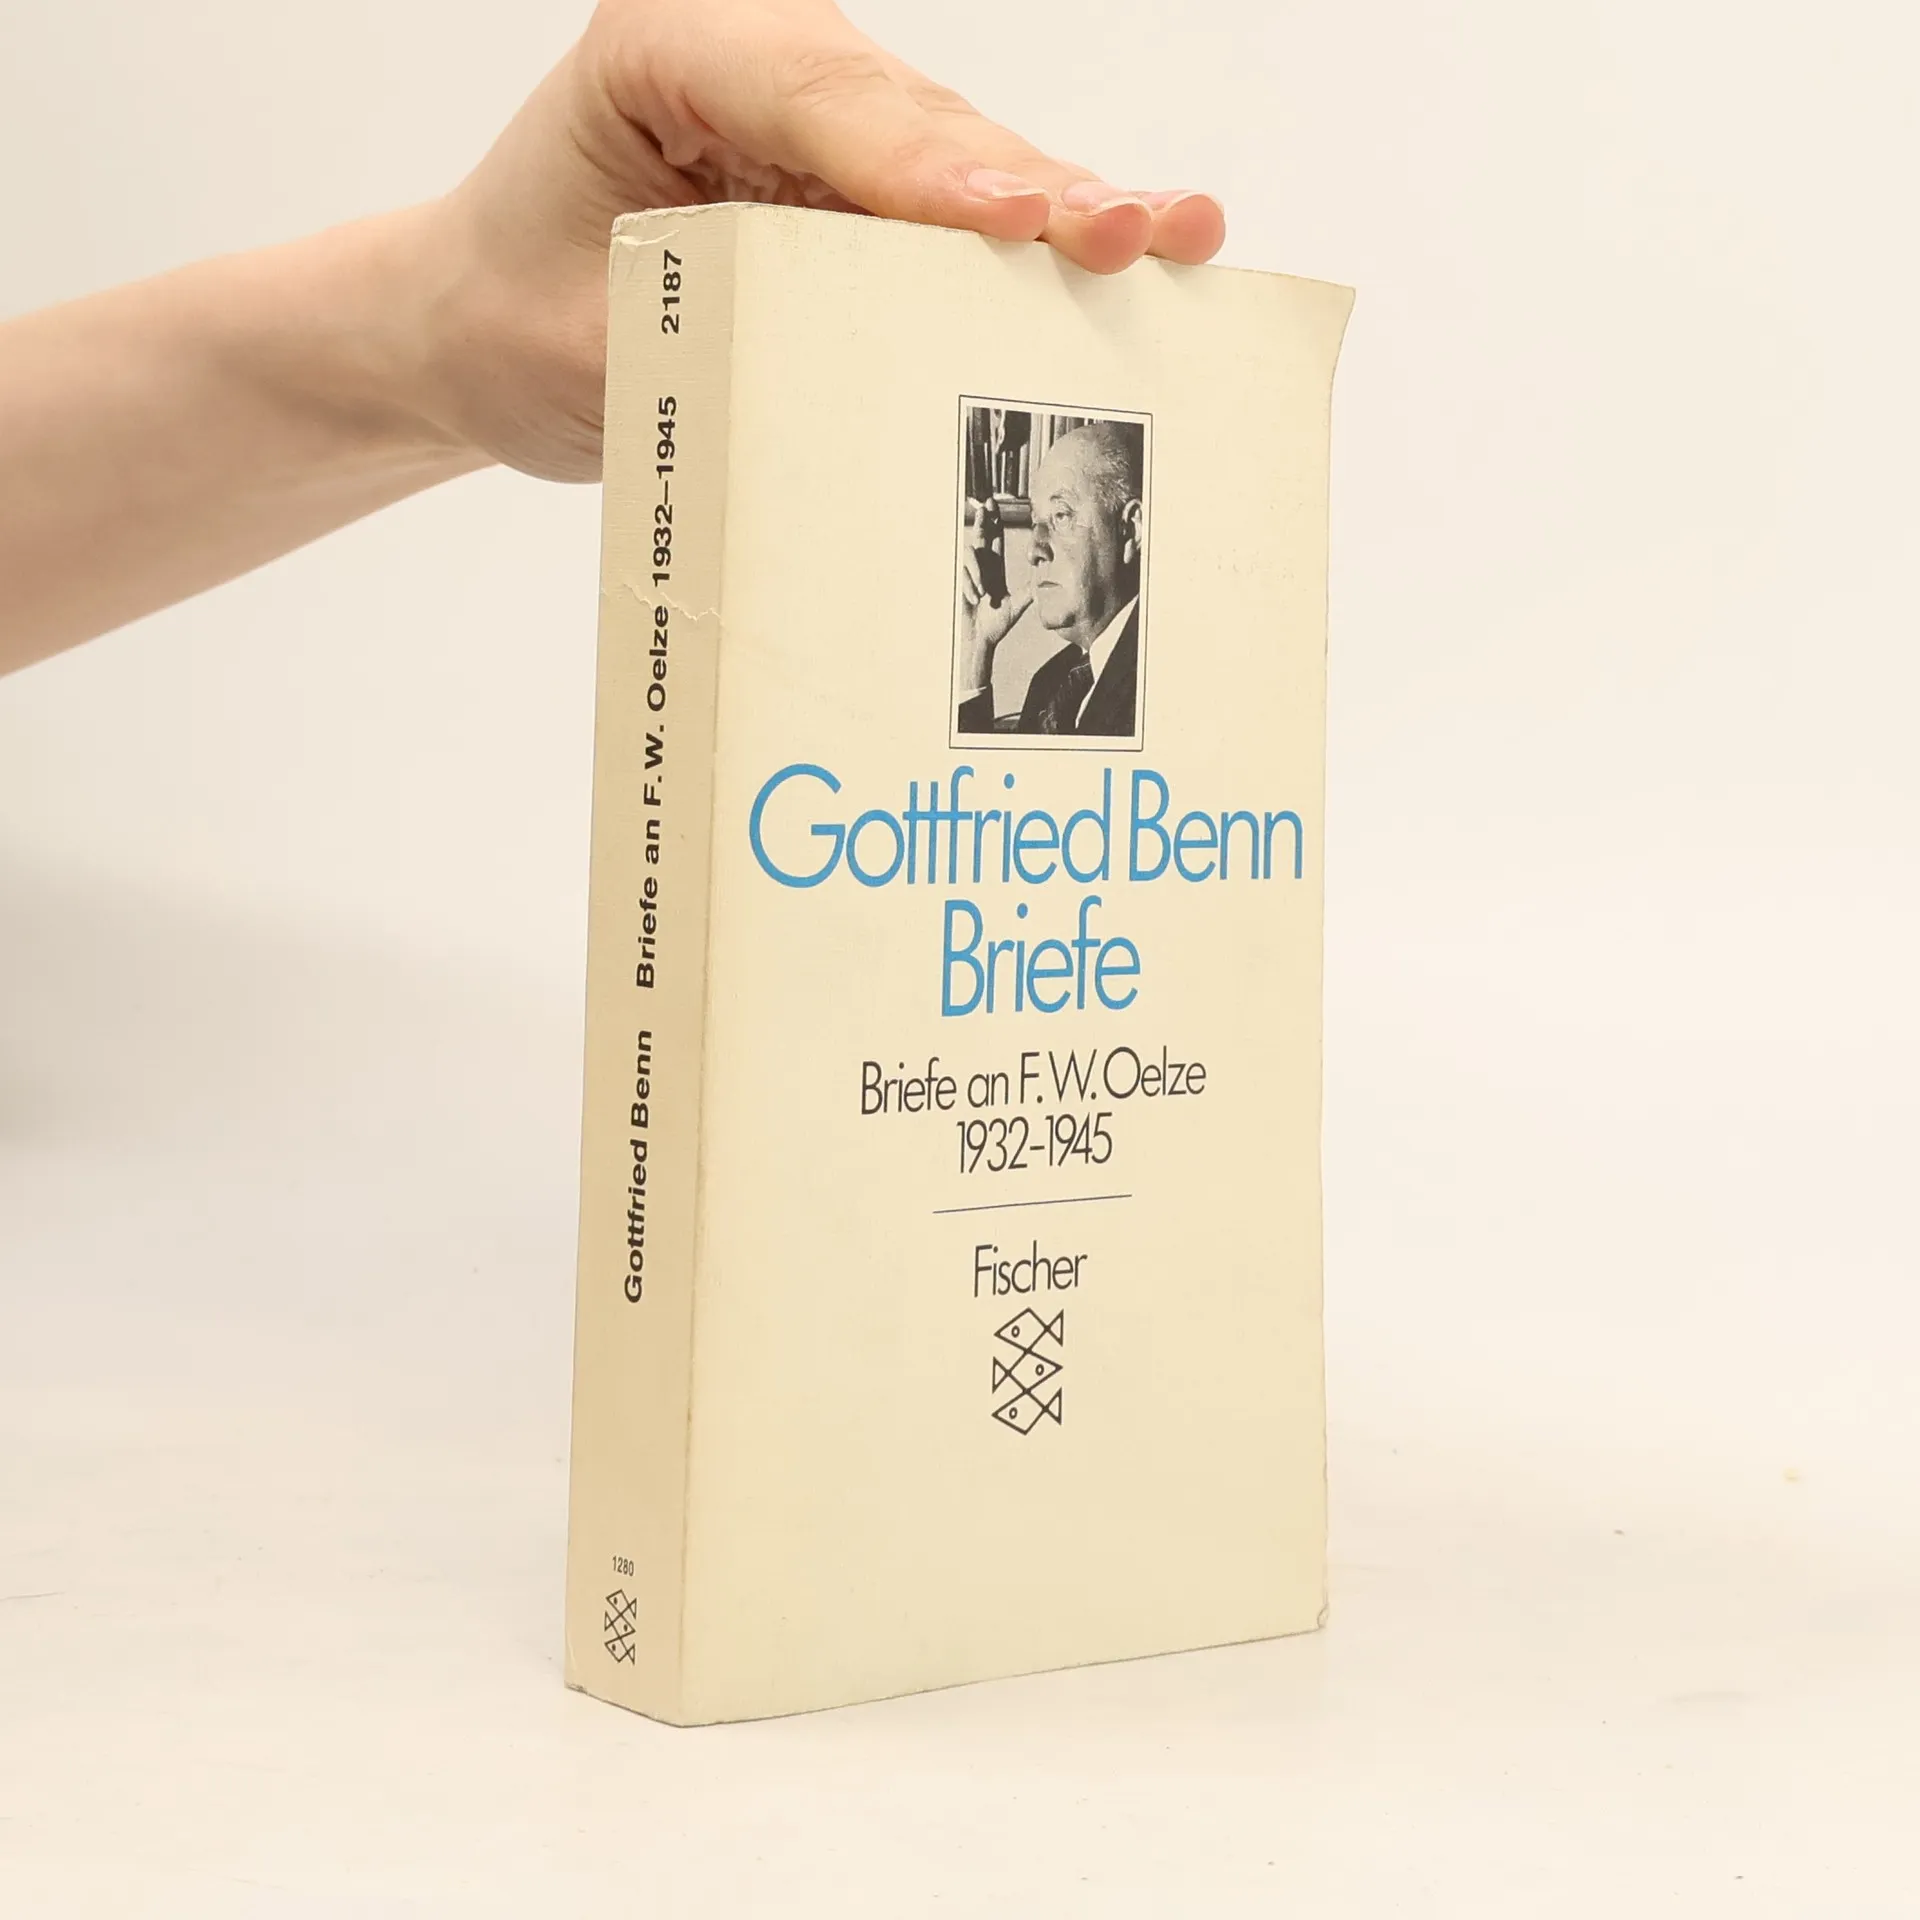 Gottfried Benn
Briefe
Briefe an F.W. Oelze
1932–1945
Fischer
Gottfried Benn Briefe an F.W. Oelze 1932–1945 2187
1280